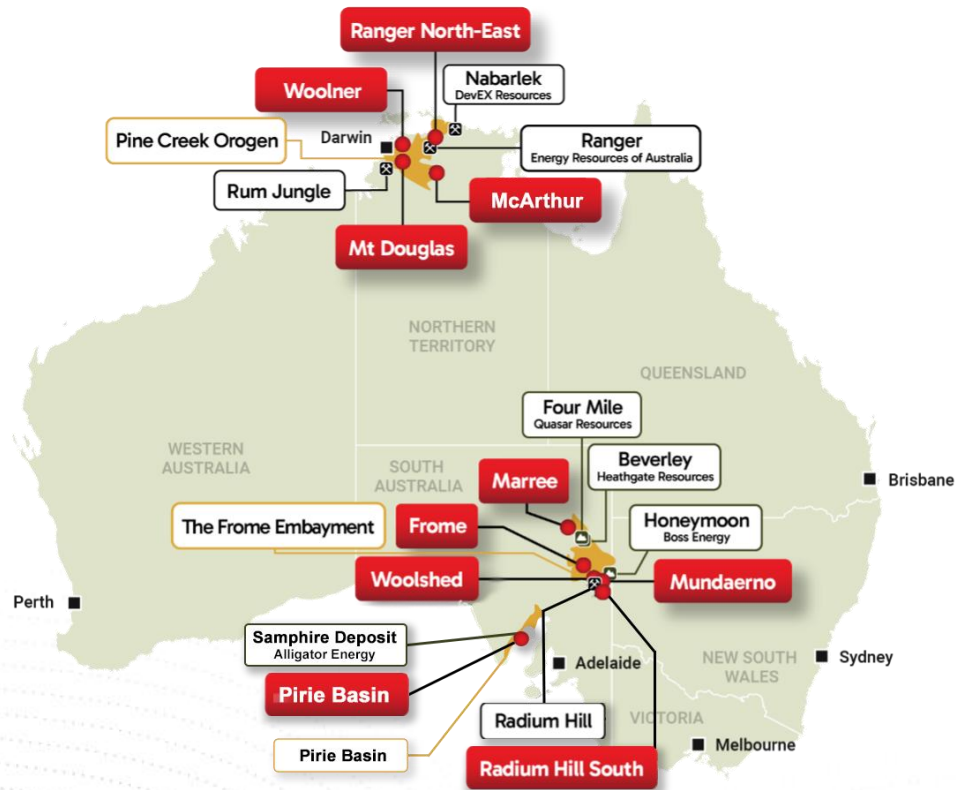 Ranger North-East
Nabarlek
DevEX Resources
Woolner
Pine Creek Orogen
Darwin
Ranger
Energy Resources of Australia
Rum Jungle
McArthur
Mt Douglas
NORTHERN
TERRITORY
QUEENSLAND
Four Mile
Quasar Resources
WESTERN
AUSTRALIA
SOUTH
AUSTRALIA
Marree
Beverley
Heathgate Resources
Brisbane
The Frome Embayment
Frome
Honeymoon
Boss Energy
Woolshed
Mundaerno
Perth
Samphire Deposit
Alligator Energy
Adelaide
NEW SOUTH
WALES
Sydney
Pirie Basin
Radium Hill
VICTORIA
Pirie Basin
Melbourne
Radium Hill South